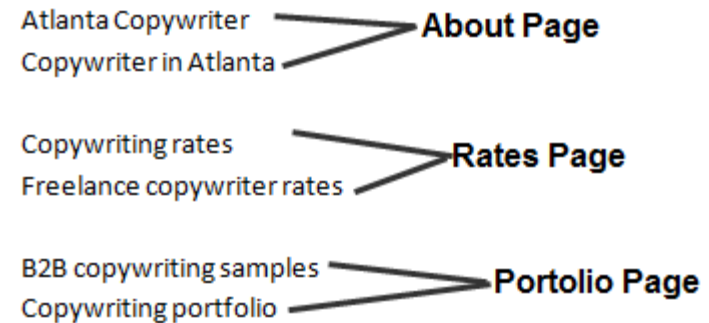 Atlanta Copywriter
About Page
Copywriter in Atlanta
Copywriting rates
Rates Page
Freelance copywriter rates
B2B copywriting samples
Portolio Page
Copywriting portfolio